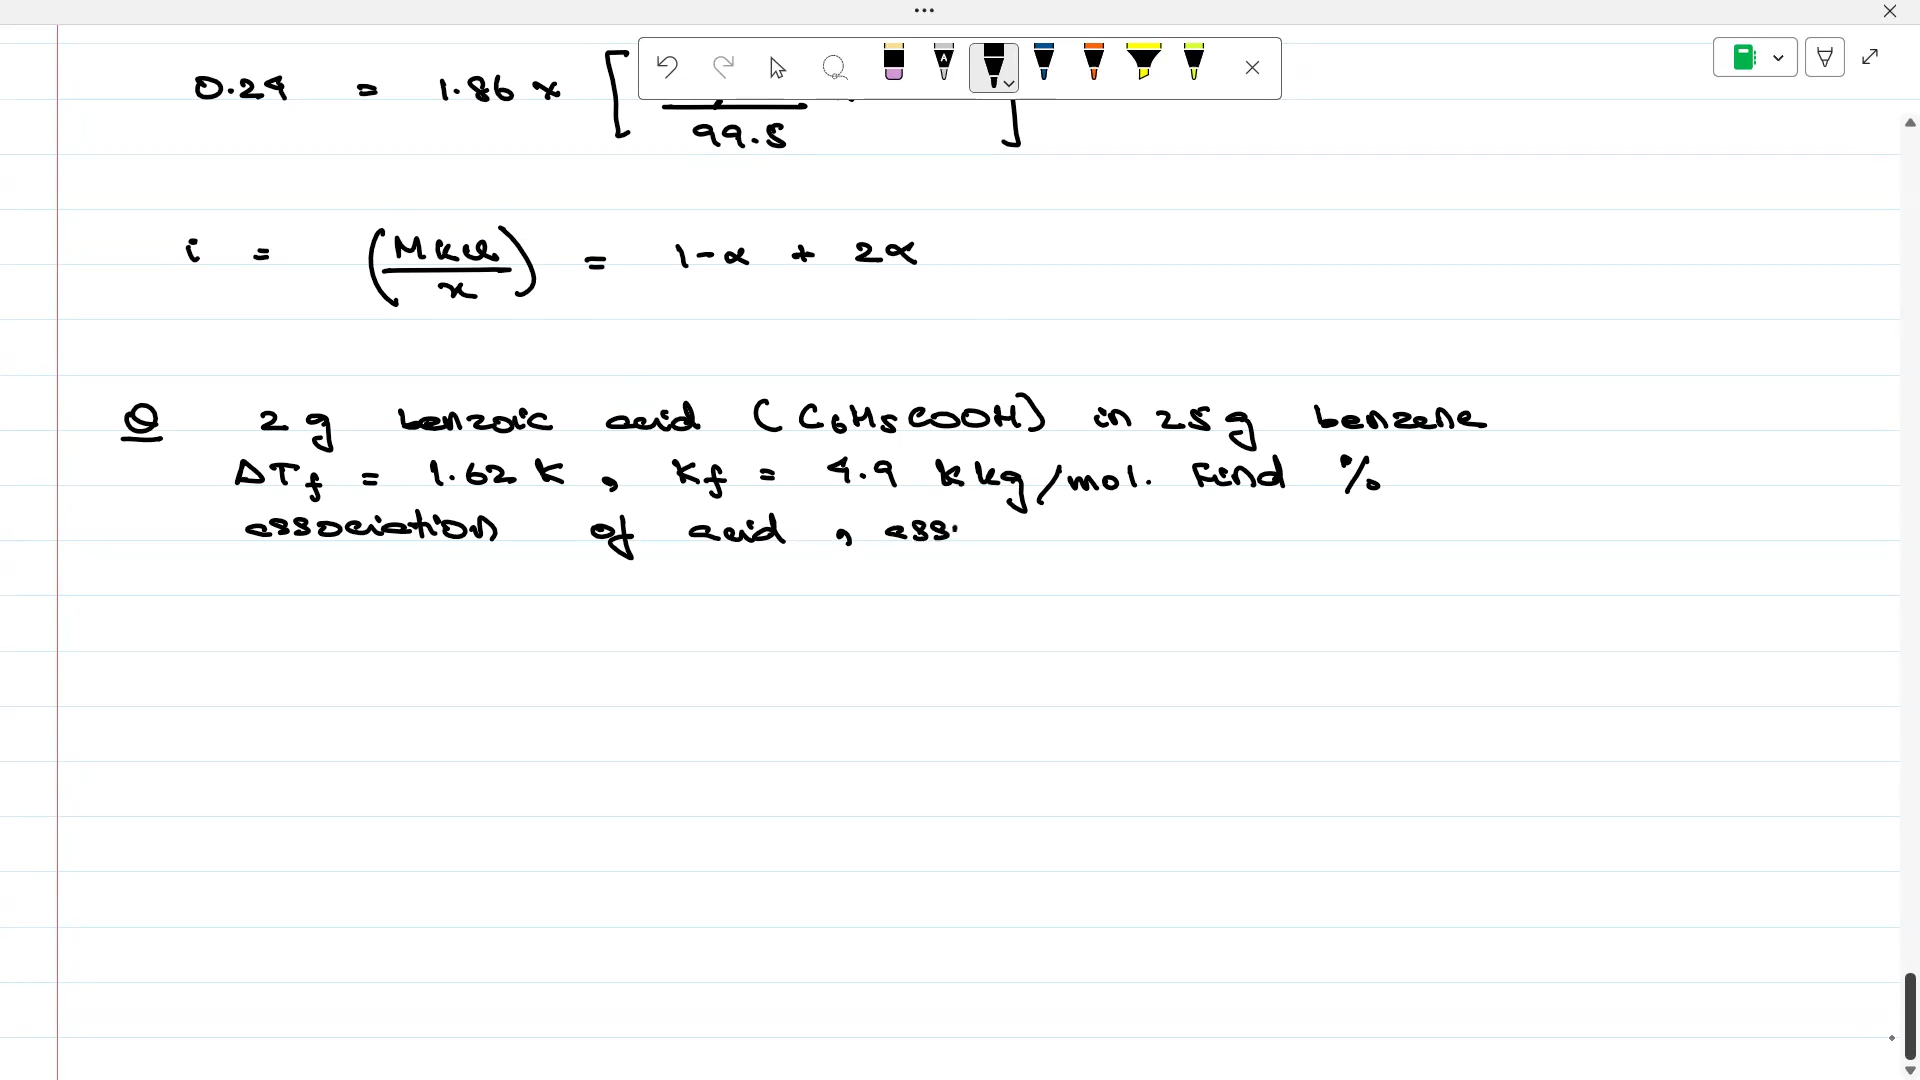 0.24 = 1.86 x [
99.5 ]
i = (M KCl / x) = 1-α + 2α
Q 2 g benzoic acid (C6H5COOH) in 25 g benzene
ΔTf = 1.62 K , Kf = 4.9 K kg/mol. Find %
association of acid , ass